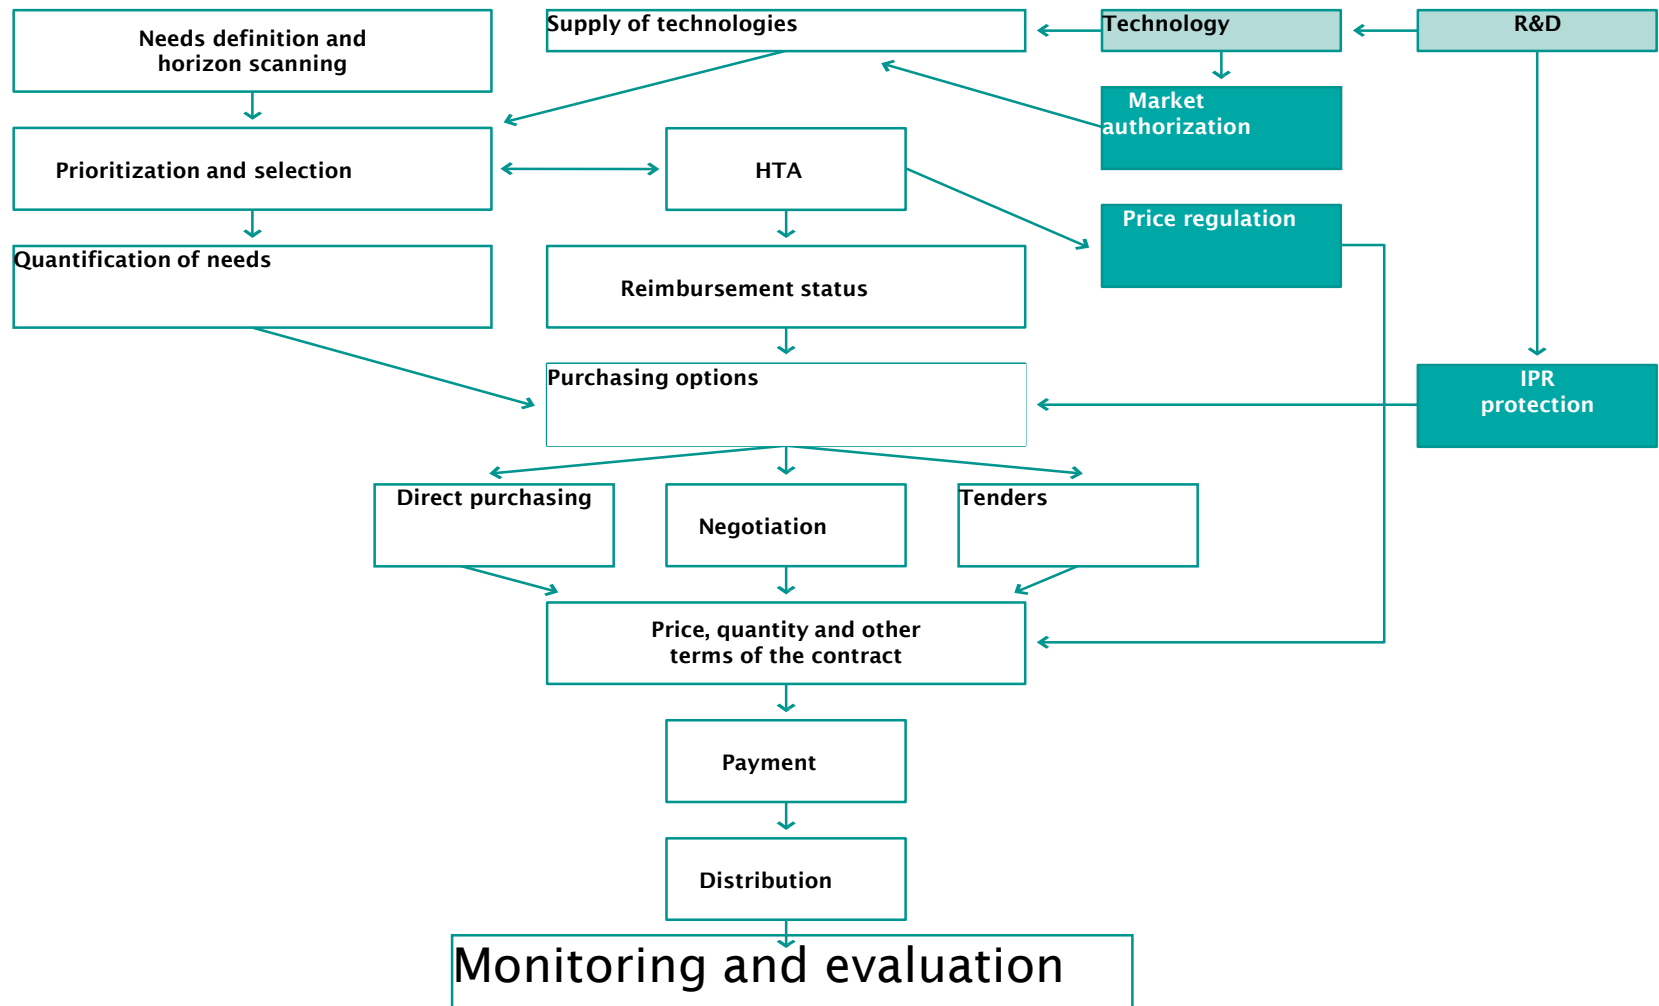 Needs definition and
horizon scanning
Supply of technologies
Technology
R&D
Market
authorization
Prioritization and selection
HTA
Price regulation
Quantification of needs
Reimbursement status
Purchasing options
IPR
protection
Direct purchasing
Negotiation
Tenders
Price, quantity and other
terms of the contract
Payment
Distribution
Monitoring and evaluation